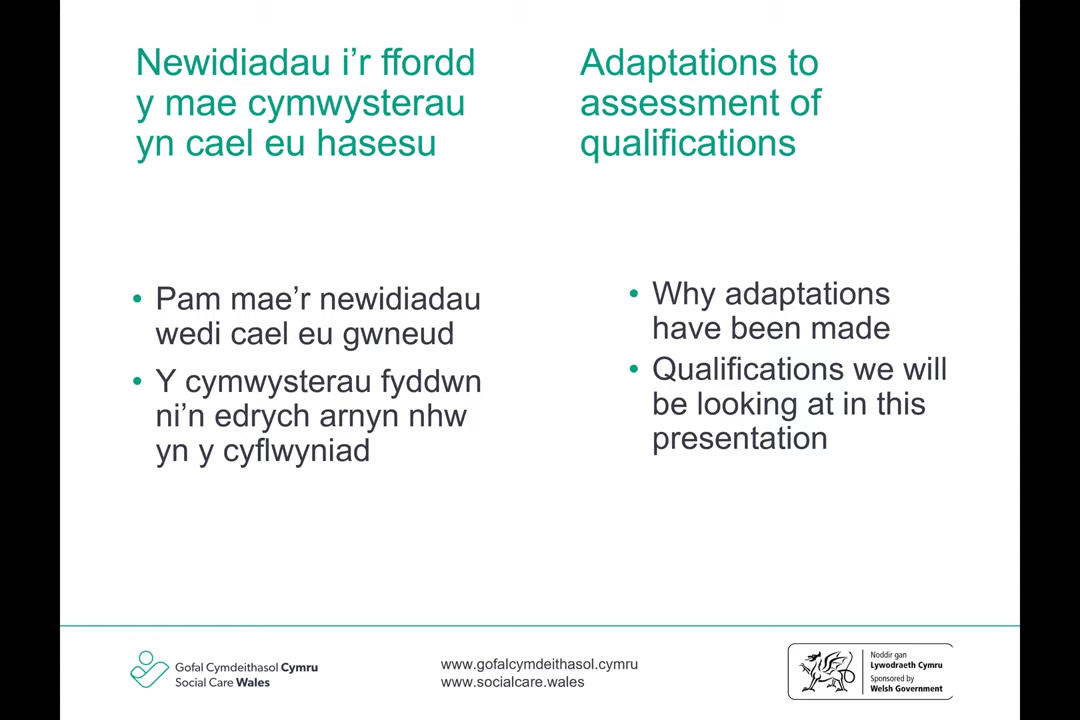 Newidiadau i’r ffordd
y mae cymwysterau
yn cael eu hasesu
Adaptations to
assessment of
qualifications
• Pam mae’r newidiadau
wedi cael eu gwneud
• Y cymwysterau fyddwn
ni’n edrych arnyn nhw
yn y cyflwyniad
• Why adaptations
have been made
• Qualifications we will
be looking at in this
presentation
Gofal Cymdeithasol Cymru
Social Care Wales
www.gofalcymdeithasol.cymru
www.socialcare.wales
Noddir gan
Lywodraeth Cymru
Sponsored by
Welsh Government